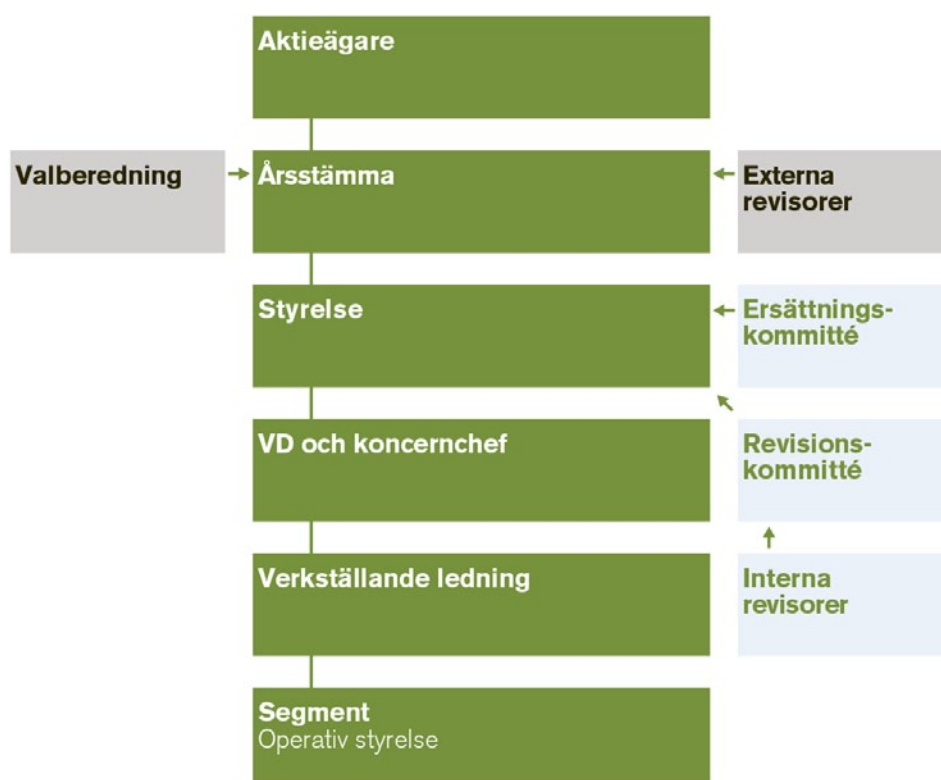 Aktieägare
Valberedning
Årsstämma
Externa
revisorer
Styrelse
Ersättnings-
kommitté
VD och koncernchef
Revisions-
kommitté
Verkställande ledning
Interna
revisorer
Segment
Operativ styrelse